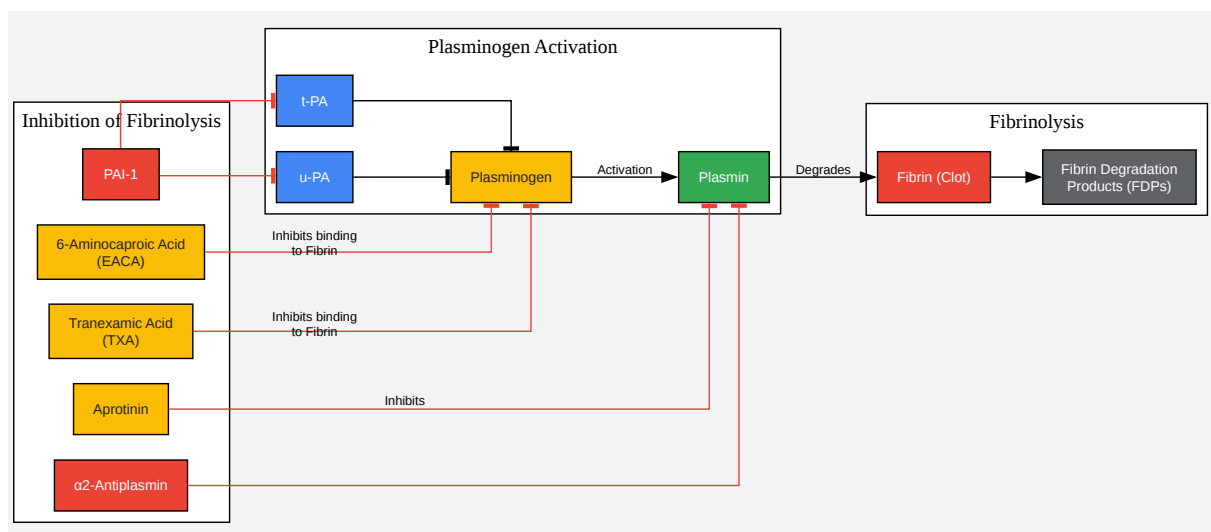 Plasminogen Activation
t-PA
Inhibition of Fibrinolysis
Fibrinolysis
PAI-1
u-PA
Plasminogen
Activation
Plasmin
Degrades
Fibrin (Clot)
Fibrin Degradation
Products (FDPs)
6-Aminocaproic Acid
(EACA)
Inhibits binding
to Fibrin
Tranexamic Acid
(TXA)
Inhibits binding
to Fibrin
Aprotinin
Inhibits
α2-Antiplasmin